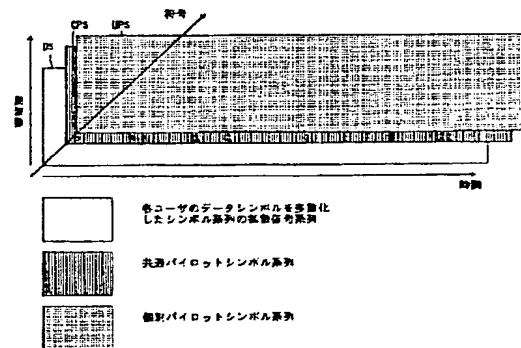 符号
DS
CPS
UPS
時間
各ユーザのデータシンボルを多重化
したシンボル系列の拡散信号系列
共通パイロットシンボル系列
個別パイロットシンボル系列